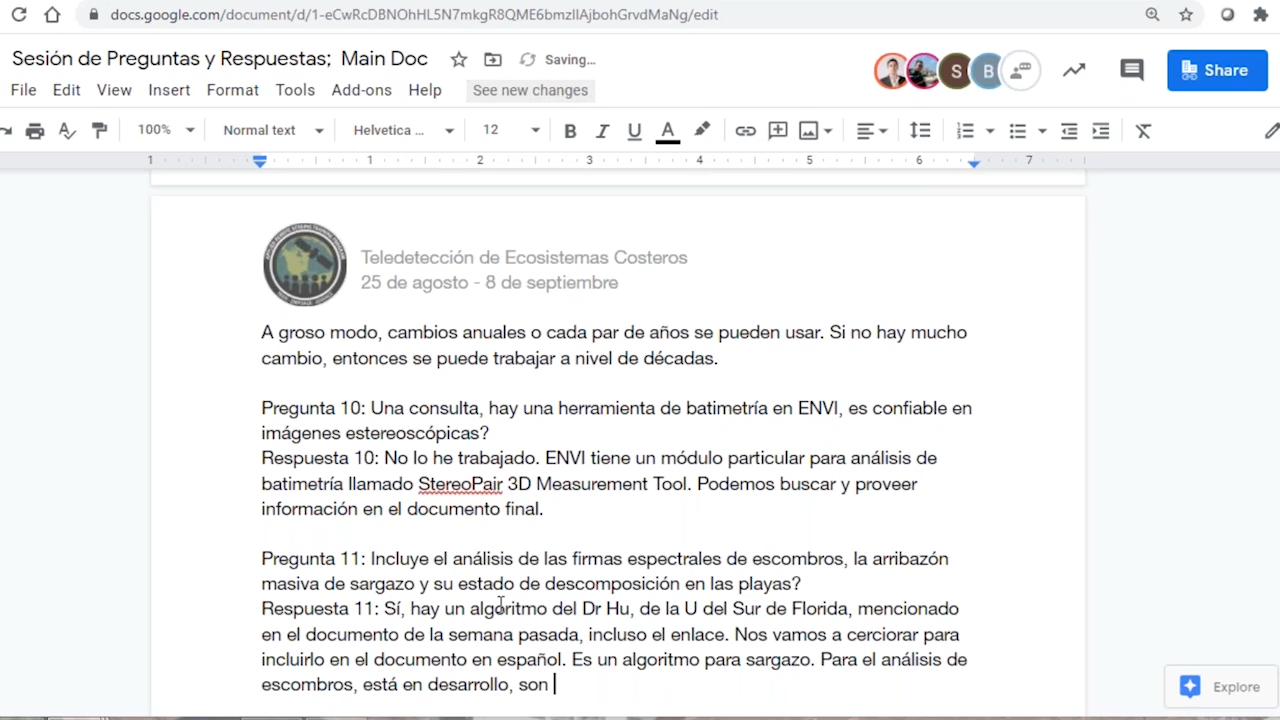 docs.google.com/document/d/1-eCwRcDBNOhHL5N7mkgR8QME6bmzlIAjbohGrvdMaNg/edit
Sesión de Preguntas y Respuestas; Main Doc
Saving…
S
B
Share
File Edit View Insert Format Tools Add-ons Help See new changes
100% Normal text Helvetica ... 12 B I U A
1 1 2 3 4 5 6 7
Teledetección de Ecosistemas Costeros
25 de agosto - 8 de septiembre
A groso modo, cambios anuales o cada par de años se pueden usar. Si no hay mucho
cambio, entonces se puede trabajar a nivel de décadas.
Pregunta 10: Una consulta, hay una herramienta de batimetría en ENVI, es confiable en
imágenes estereoscópicas?
Respuesta 10: No lo he trabajado. ENVI tiene un módulo particular para análisis de
batimetría llamado StereoPair 3D Measurement Tool. Podemos buscar y proveer
información en el documento final.
Pregunta 11: Incluye el análisis de las firmas espectrales de escombros, la arribazón
masiva de sargazo y su estado de descomposición en las playas?
Respuesta 11: Sí, hay un algoritmo del Dr Hu, de la U del Sur de Florida, mencionado
en el documento de la semana pasada, incluso el enlace. Nos vamos a cerciorar para
incluirlo en el documento en español. Es un algoritmo para sargazo. Para el análisis de
escombros, está en desarrollo, son
Explore